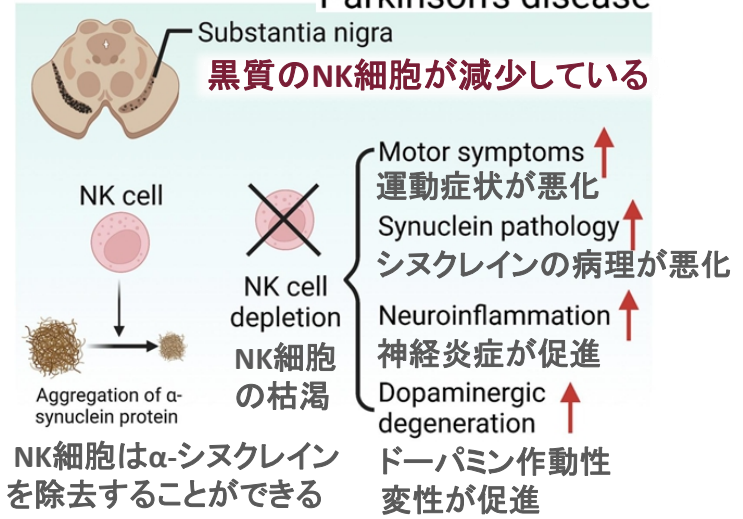 Parkinson's disease
Substantia nigra
黒質のNK細胞が減少している
NK cell
Aggregation of α-
synuclein protein
NK細胞はα-シヌクレイン
を除去することができる
NK cell
depletion
NK細胞
の枯渇
Motor symptoms
運動症状が悪化
Synuclein pathology
シヌクレインの病理が悪化
Neuroinflammation
神経炎症が促進
Dopaminergic
degeneration
ドーパミン作動性
変性が促進